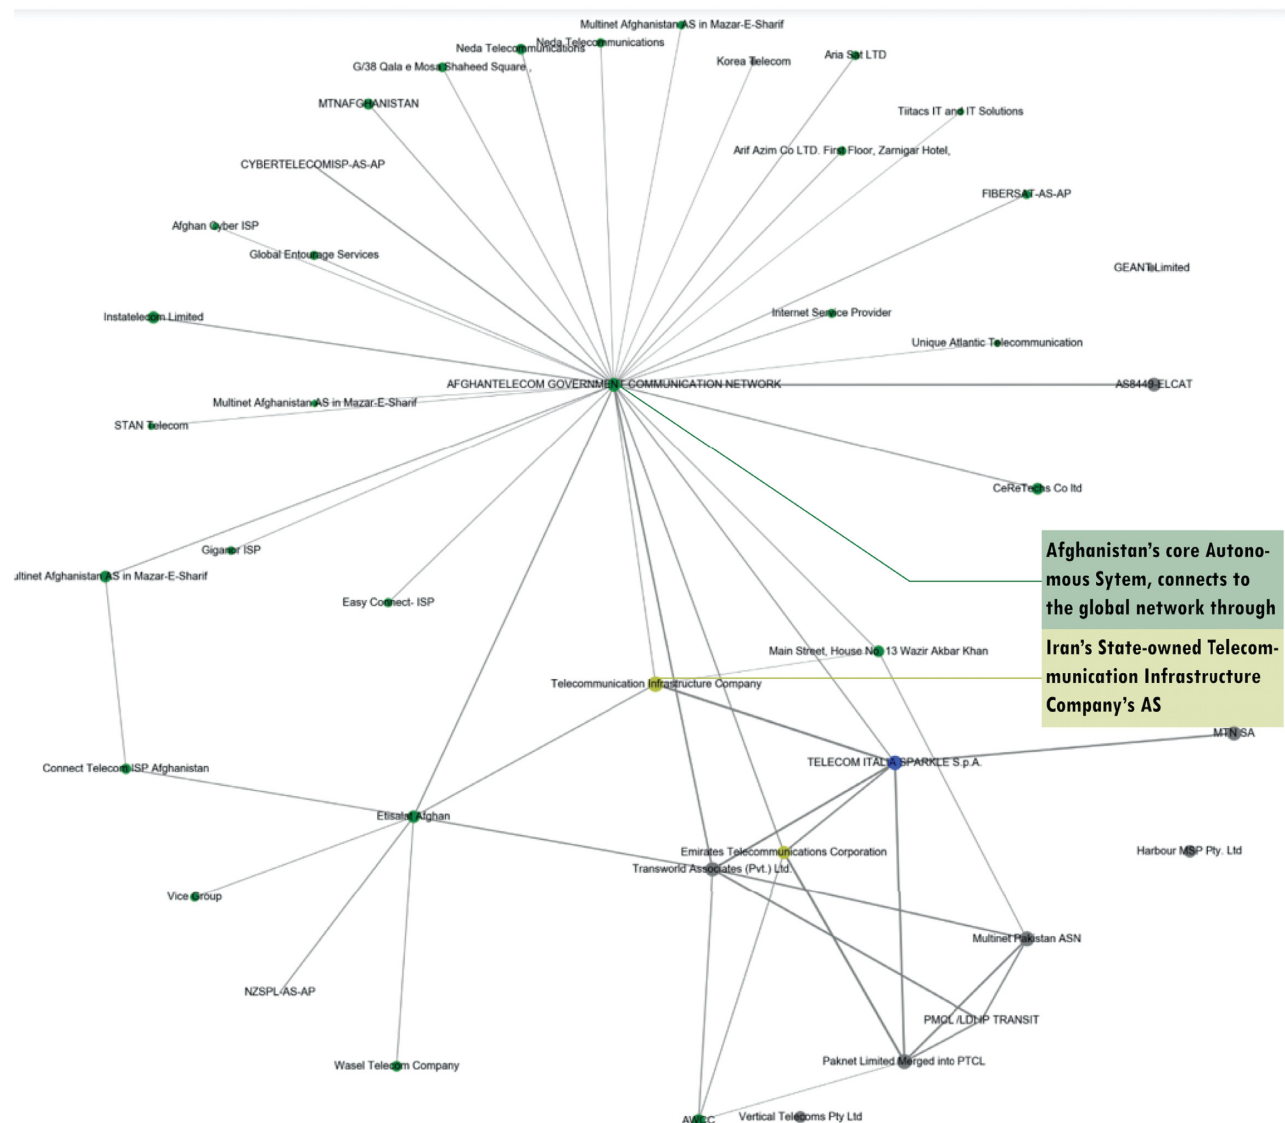 Multinet Afghanistan AS in Mazar-E-Sharif
Neda Telecommunications
Neda Telecommunications
Korea Telecom
Aria Sat LTD
G/38 Qala e Mosa Shaheed Square ,
MTNAFGHANISTAN
Tiitacs IT and IT Solutions
Arif Azim Co LTD. First Floor, Zarnigar Hotel,
CYBERTELECOMISP-AS-AP
FIBERSAT-AS-AP
Afghan Cyber ISP
Global Entourage Services
GEANT Limited
Instatelecom Limited
Internet Service Provider
Unique Atlantic Telecommunication
AFGHANTELECOM GOVERNMENT COMMUNICATION NETWORK
AS8449-ELCAT
Multinet Afghanistan AS in Mazar-E-Sharif
STAN Telecom
CeReTechs Co ltd
Giganor ISP
ultinet Afghanistan AS in Mazar-E-Sharif
Easy Connect- ISP
Afghanistan’s core Autono-
mous Sytem, connects to
the global network through
Iran’s State-owned Telecom-
munication Infrastructure
Company’s AS
Main Street, House No. 13 Wazir Akbar Khan
Telecommunication Infrastructure Company
MTN SA
TELECOM ITALIA SPARKLE S.p.A.
Connect Telecom ISP Afghanistan
Etisalat Afghan
Emirates Telecommunications Corporation
Harbour MSP Pty. Ltd
Transworld Associates (Pvt.) Ltd.
Vice Group
Multinet Pakistan ASN
NZSPL-AS-AP
PMCL /LDI IP TRANSIT
Paknet Limited Merged into PTCL
Wasel Telecom Company
AWCC
Vertical Telecoms Pty Ltd